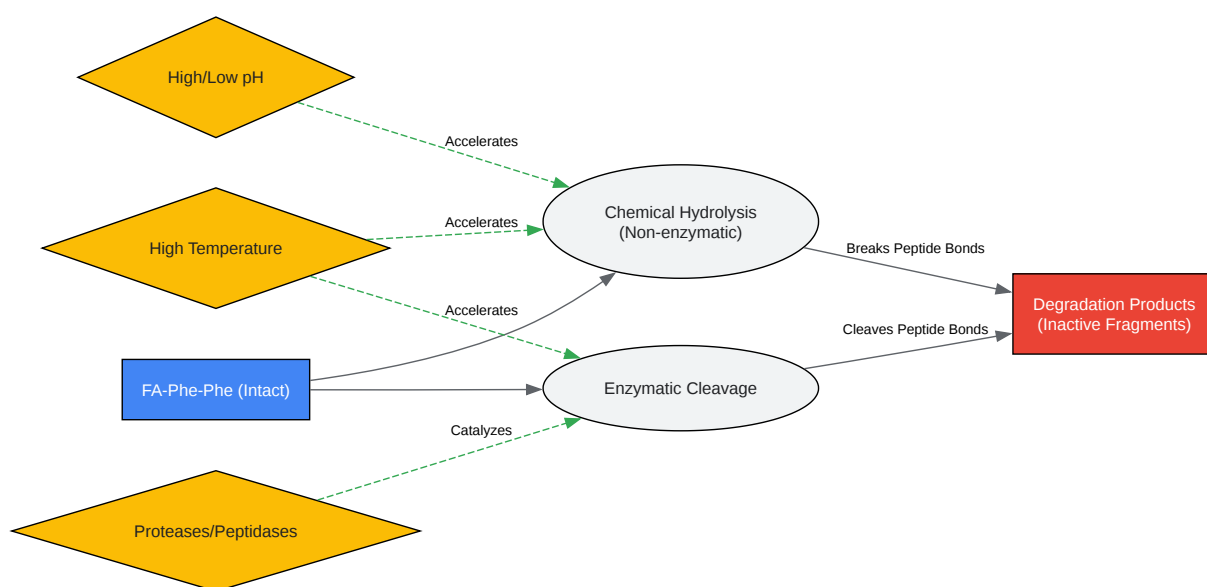 High/Low pH
Accelerates
High Temperature
Accelerates
Chemical Hydrolysis
(Non-enzymatic)
Breaks Peptide Bonds
Accelerates
Degradation Products
(Inactive Fragments)
Cleaves Peptide Bonds
FA-Phe-Phe (Intact)
Enzymatic Cleavage
Catalyzes
Proteases/Peptidases